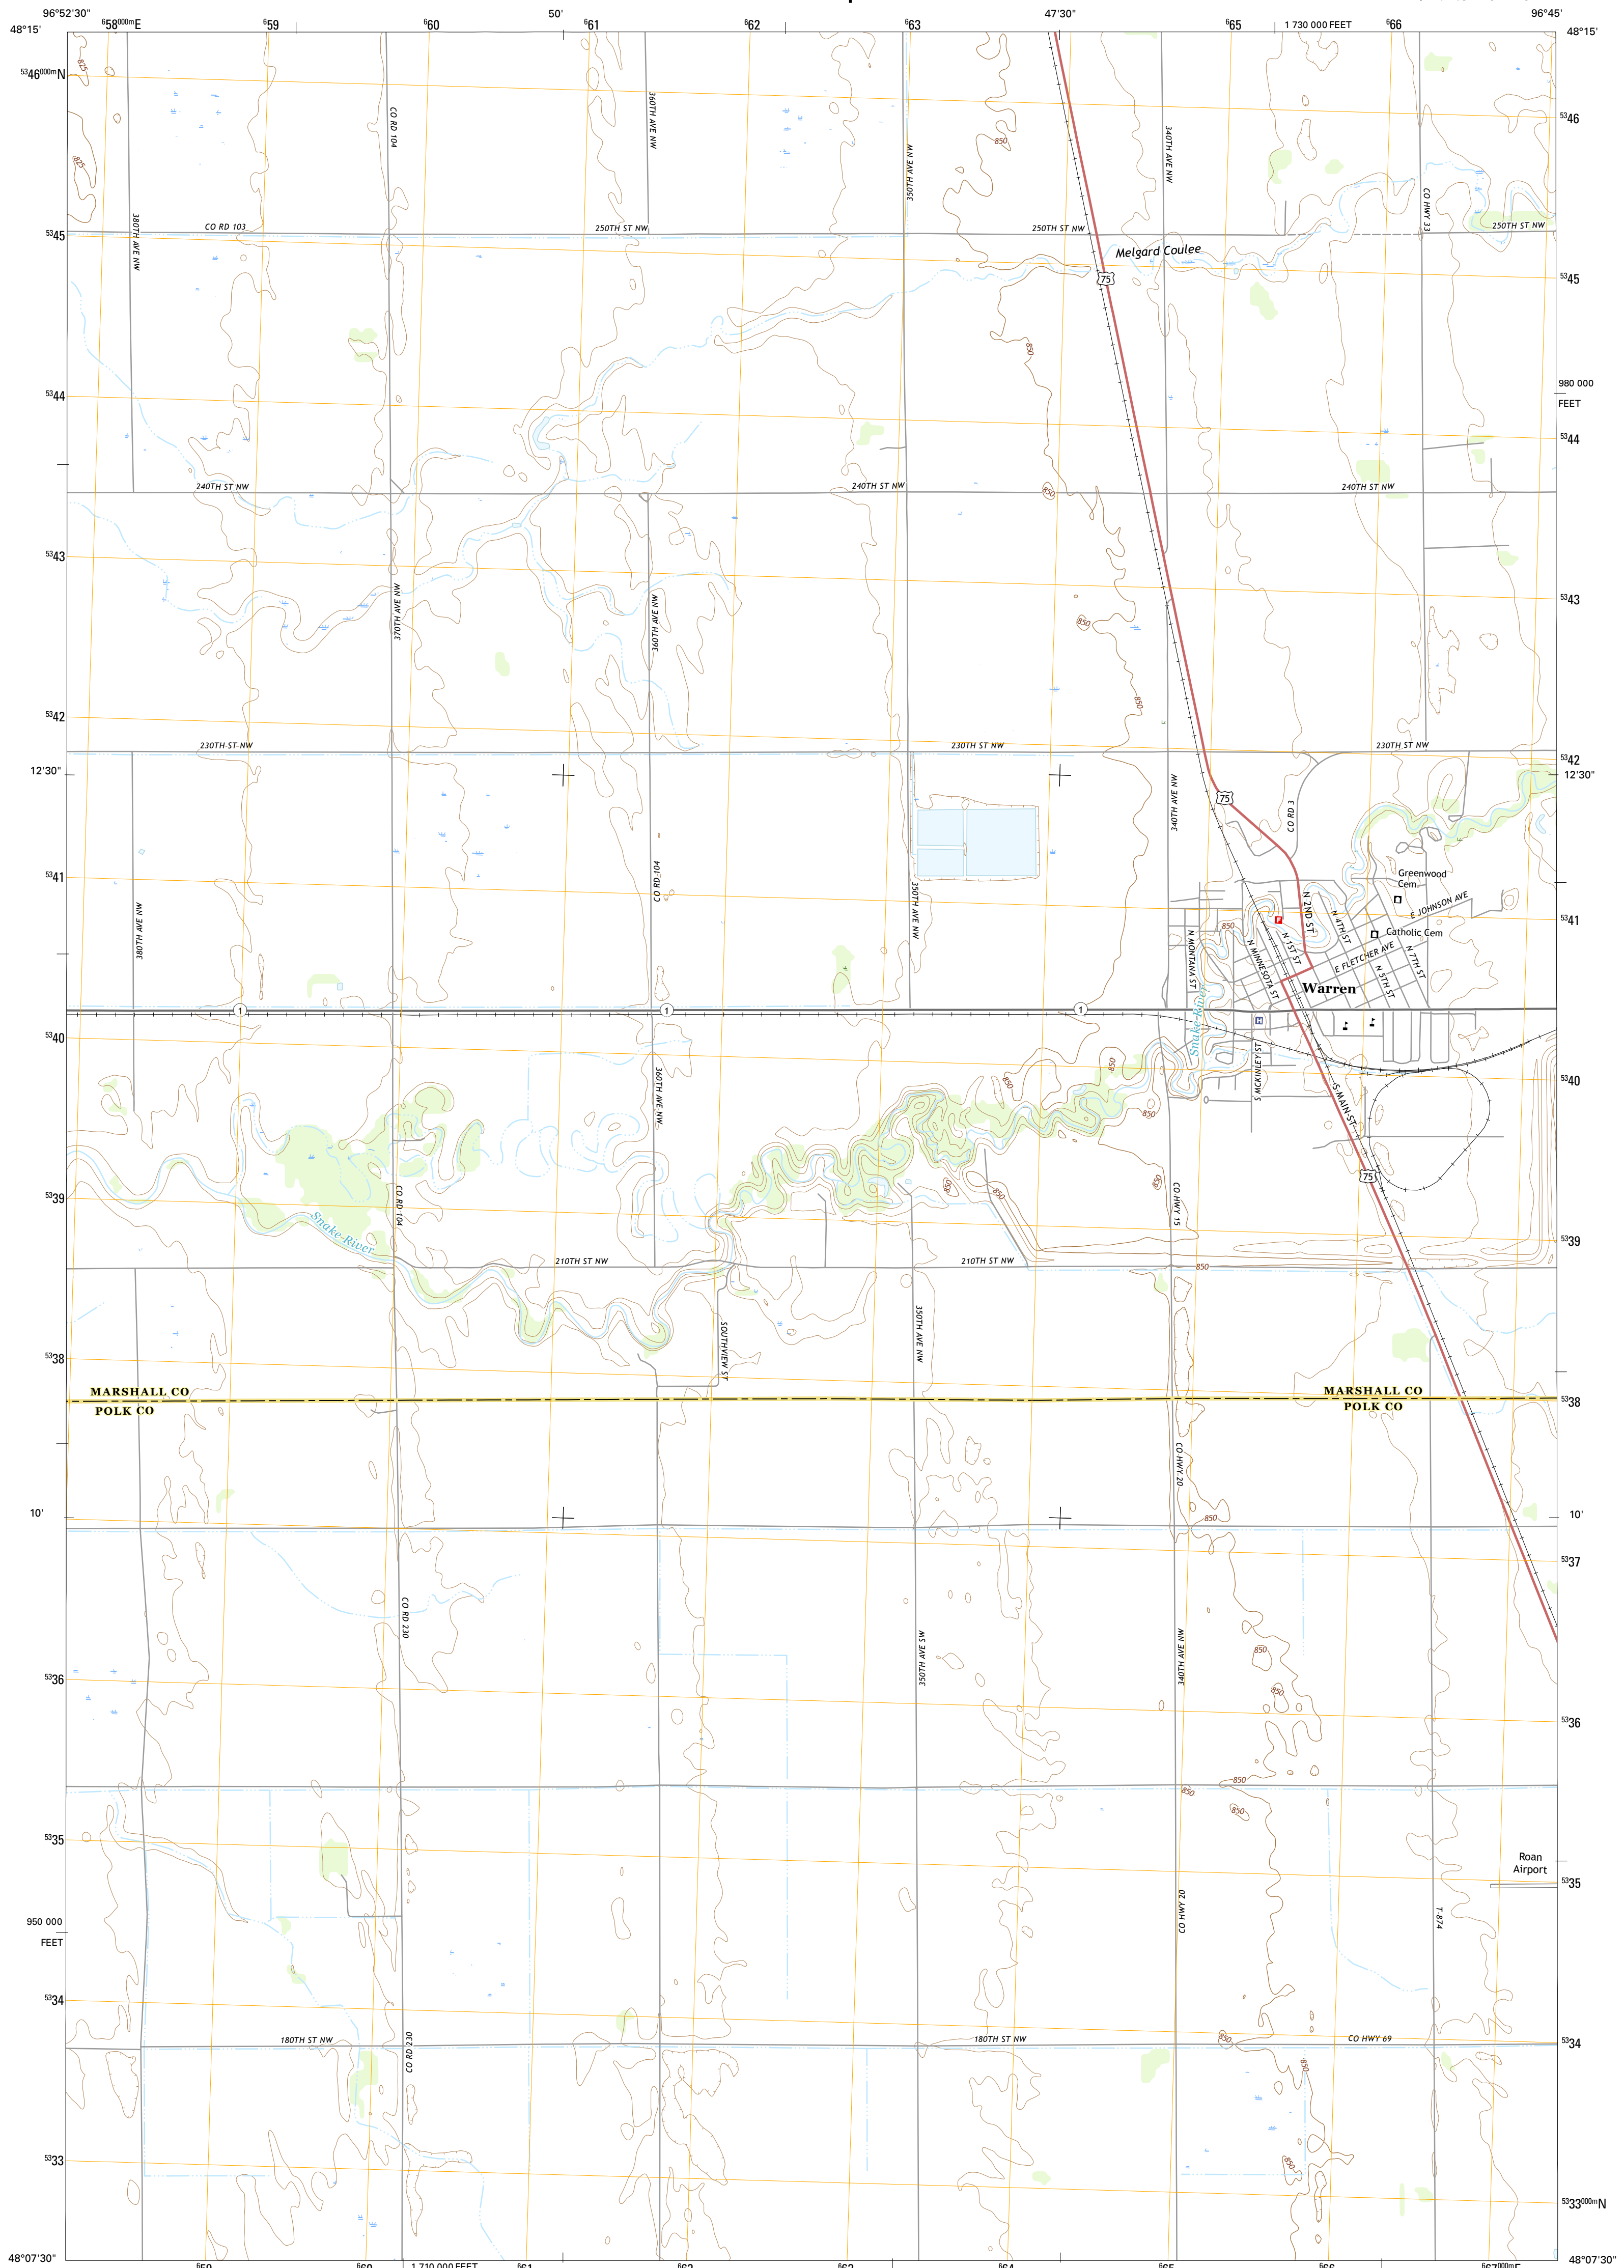 96°52'30"
⁶58000mE
⁶59
⁶60
50'
⁶61
⁶62
⁶63
47'30"
⁶65
1 730 000 FEET
⁶66
96°45'
48°15'
48°15'
825
⁵³46000mN
CO RD 104
360TH AVE NW
850
350TH AVE NW
340TH AVE NW
⁵³46
825
CO HWY 33
380TH AVE NW
CO RD 103
250TH ST NW
250TH ST NW
250TH ST NW
⁵³45
Melgard Coulee
75
⁵³45
850
980 000
FEET
⁵³44
⁵³44
240TH ST NW
240TH ST NW
240TH ST NW
850
⁵³43
370TH AVE NW
360TH AVE NW
850
⁵³43
850
⁵³42
230TH ST NW
230TH ST NW
230TH ST NW
⁵³42
12'30"
12'30"
75
340TH AVE NW
CO RD 3
⁵³41
CO RD 104
350TH AVE NW
380TH AVE NW
Greenwood
Cem
E JOHNSON AVE
N 2ND ST
N 4TH ST
F
850
Catholic Cem
⁵³41
N MONTANA ST
N MINNESOTA ST
N 1ST ST
E FLETCHER AVE
N 5TH ST
N 7TH ST
Warren
1
1
1
Snake River
H
⁵³40
360TH AVE NW
850
850
850
S MCKINLEY ST
S MAIN ST
⁵³40
75
⁵³39
CO RD 104
850
850
850
CO HWY 15
Snake River
⁵³39
210TH ST NW
210TH ST NW
850
SOUTHVIEW ST
350TH AVE NW
⁵³38
MARSHALL CO
POLK CO
MARSHALL CO
POLK CO
⁵³38
CO HWY 20
10'
850
10'
⁵³37
CO RD 230
350TH AVE SW
340TH AVE NW
850
⁵³36
850
⁵³36
850
850
850
⁵³35
Roan
Airport
⁵³35
CO HWY 20
T-874
950 000
FEET
⁵³34
180TH ST NW
CO RD 230
180TH ST NW
850
CO HWY 69
⁵³34
850
⁵³33
850
⁵³33000mN
48°07'30"
⁶59
⁶60
1 710 000 FEET
⁶61
⁶62
⁶63
⁶64
⁶65
⁶66
⁶67000mE
48°07'30"